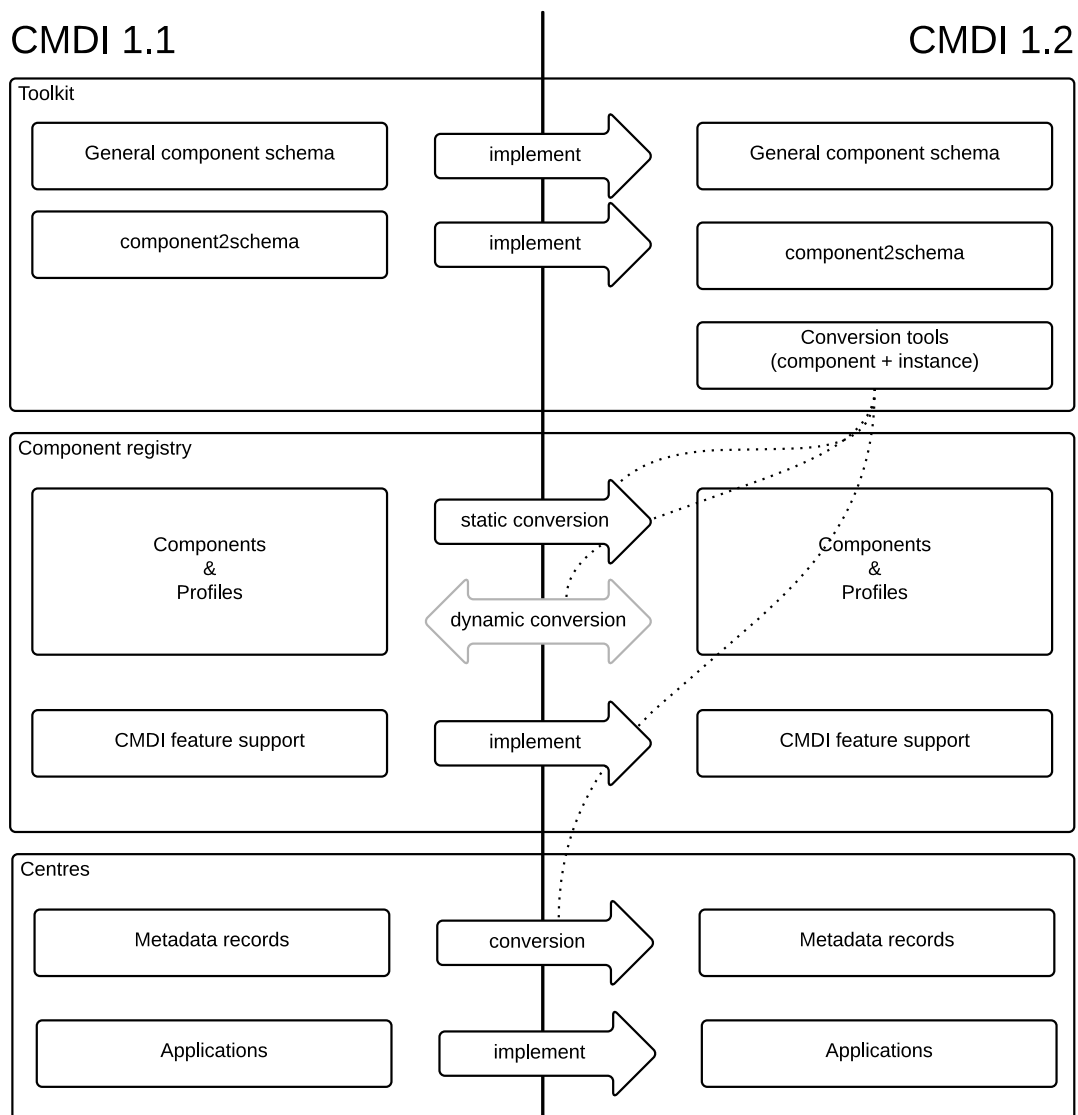 CMDI 1.1
CMDI 1.2
Toolkit
General component schema
implement
General component schema
component2schema
implement
component2schema
Conversion tools
(component + instance)
Component registry
Components
&
Profiles
static conversion
dynamic conversion
Components
&
Profiles
CMDI feature support
implement
CMDI feature support
Centres
Metadata records
conversion
Metadata records
Applications
implement
Applications